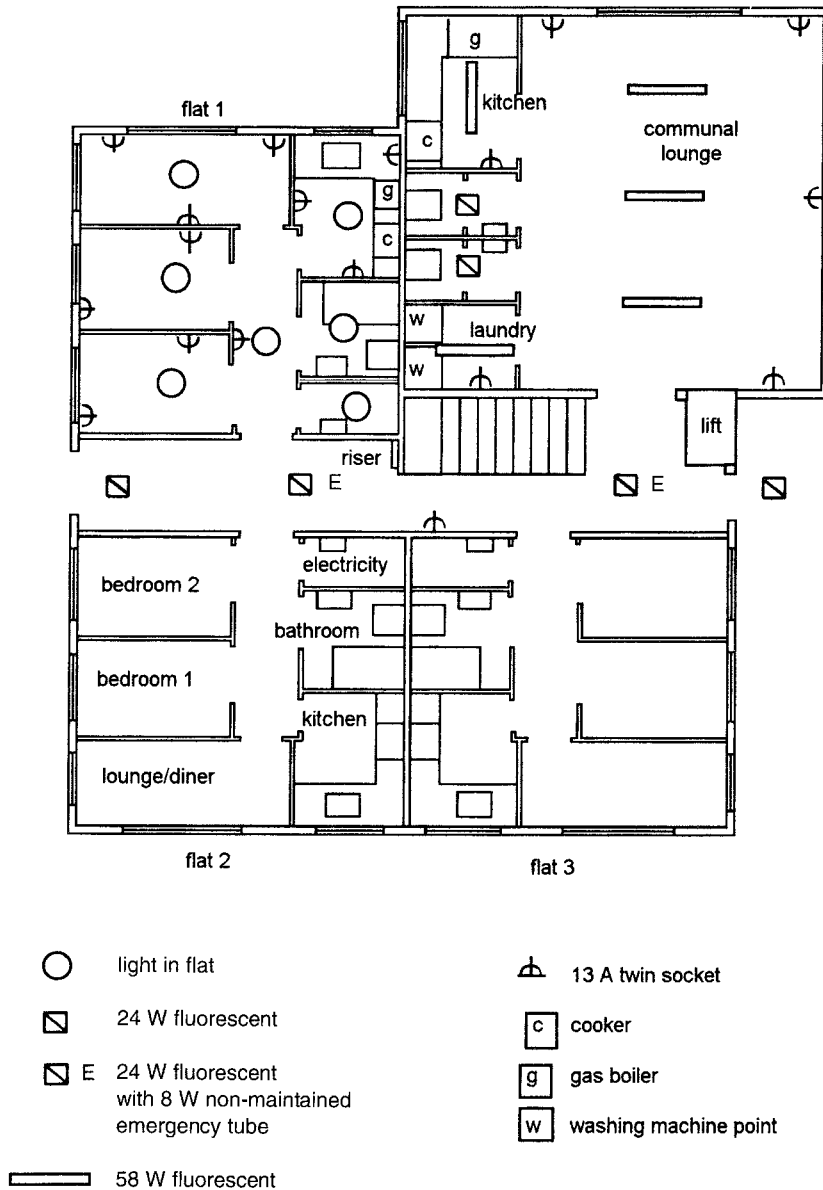 g
kitchen
flat 1
communal
lounge
c
g
c
w
laundry
w
lift
riser
E
E
electricity
bedroom 2
bathroom
bedroom 1
kitchen
lounge/diner
flat 2
flat 3
light in flat
13 A twin socket
24 W fluorescent
c cooker
E 24 W fluorescent
with 8 W non-maintained
emergency tube
g gas boiler
w washing machine point
58 W fluorescent